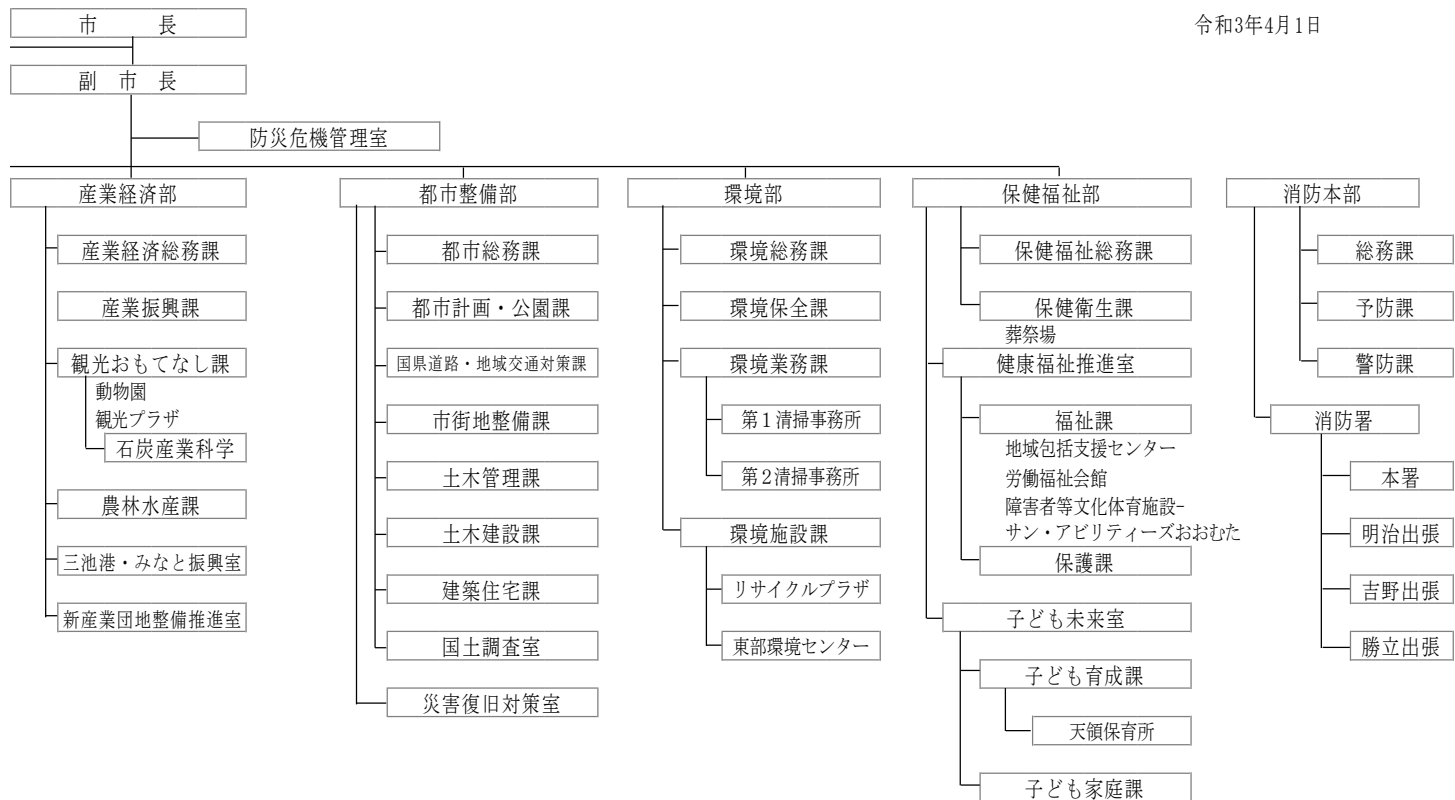 市　　　長
令和3年4月1日
副　市　長
防災危機管理室
産業経済部
都市整備部
環境部
保健福祉部
消防本部
産業経済総務課
都市総務課
環境総務課
保健福祉総務課
総務課
産業振興課
都市計画・公園課
環境保全課
保健衛生課
予防課
葬祭場
観光おもてなし課
国県道路・地域交通対策課
環境業務課
健康福祉推進室
警防課
動物園
観光プラザ
市街地整備課
第1清掃事務所
福祉課
消防署
石炭産業科学
地域包括支援センター
土木管理課
第2清掃事務所
労働福祉会館
本署
農林水産課
障害者等文化体育施設-
土木建設課
環境施設課
サン・アビリティーズおおむた
明治出張
三池港・みなと振興室
保護課
建築住宅課
リサイクルプラザ
吉野出張
新産業団地整備推進室
子ども未来室
国土調査室
東部環境センター
勝立出張
子ども育成課
災害復旧対策室
天領保育所
子ども家庭課